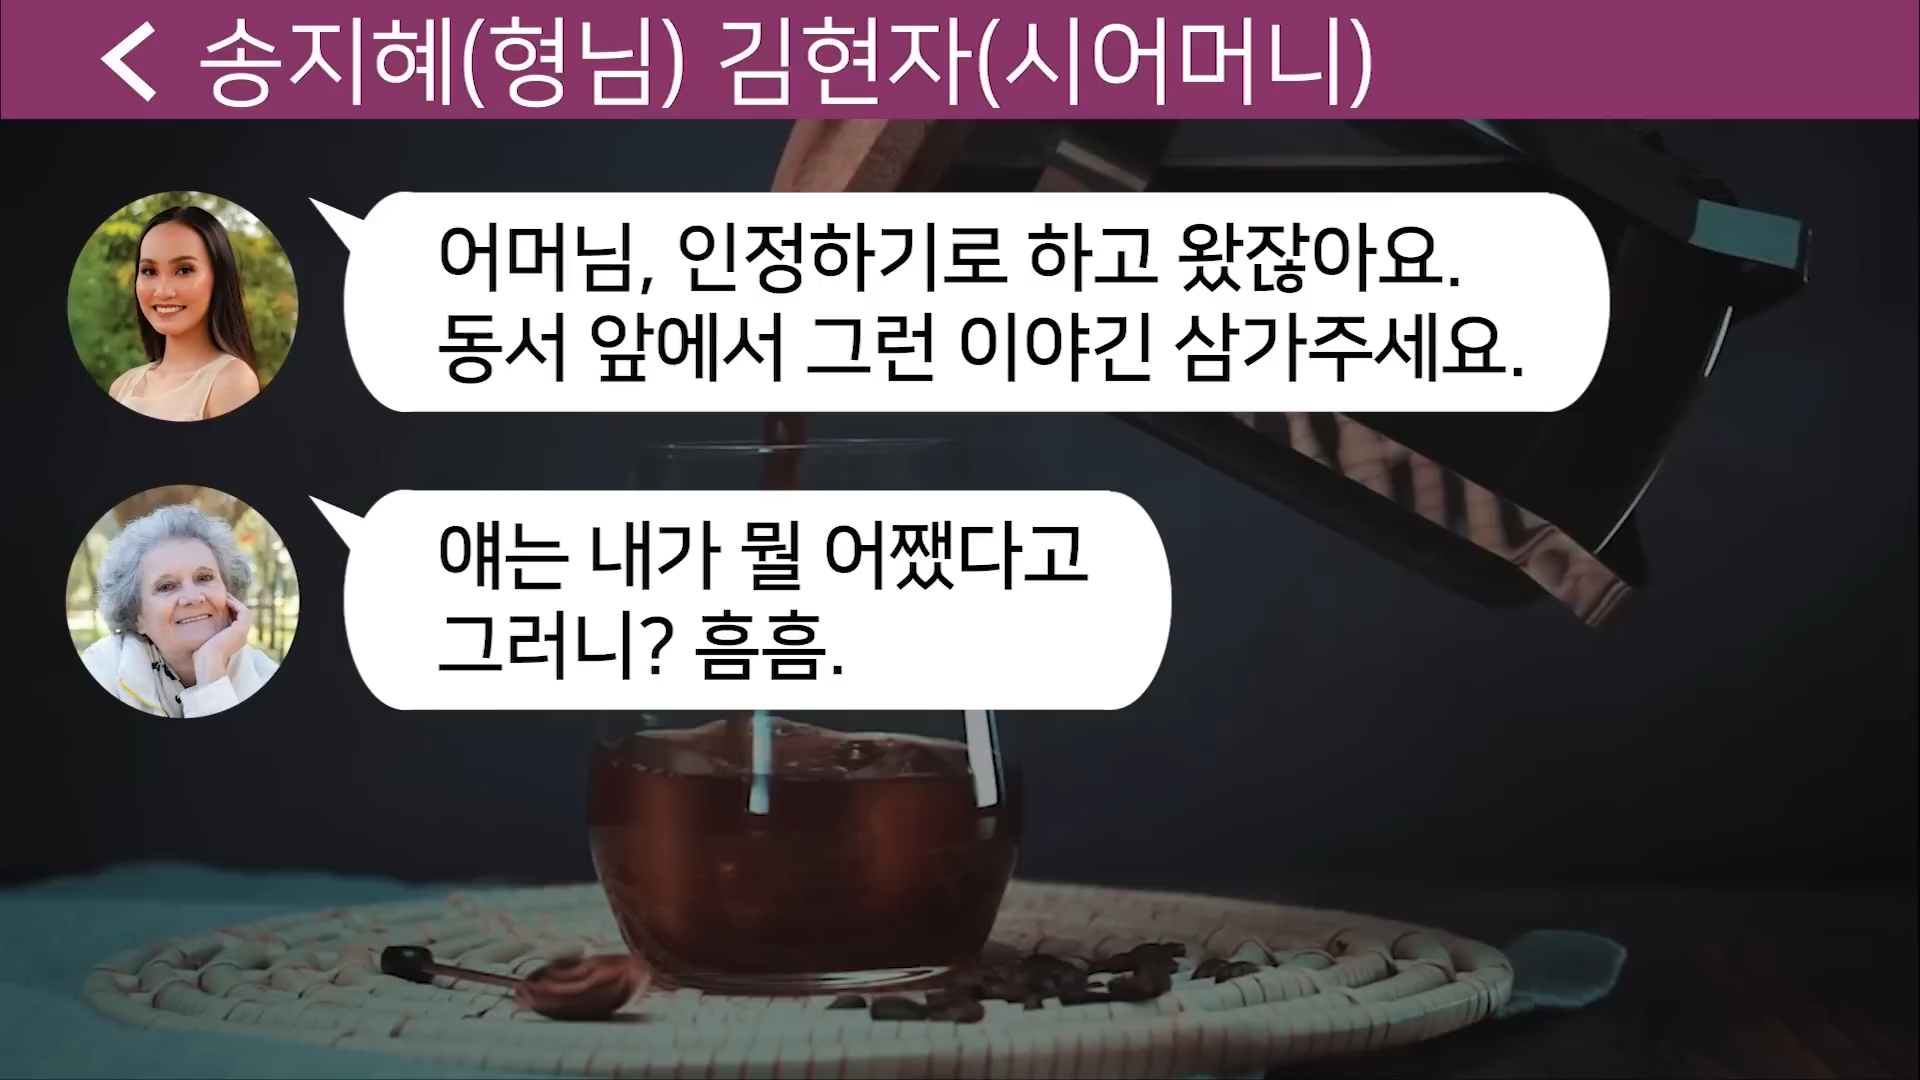 송지혜(형님) 김현자(시어머니)
어머님, 인정하기로 하고 왔잖아요.
동서 앞에서 그런 이야긴 삼가주세요.
얘는 내가 뭘 어쨌다고
그러니? 흠흠.